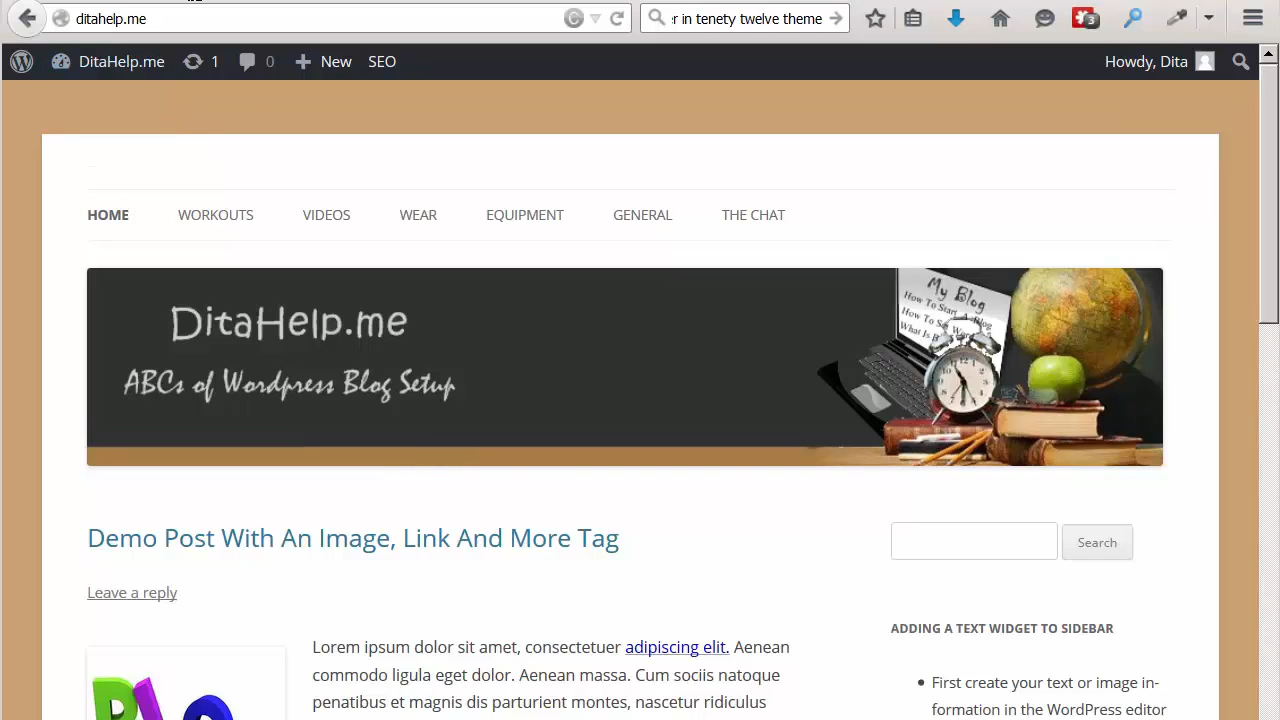 ditahelp.me
r in tenety twelve theme
3
DitaHelp.me
1
0
New
SEO
Howdy, Dita
HOME
WORKOUTS
VIDEOS
WEAR
EQUIPMENT
GENERAL
THE CHAT
DitaHelp.me
ABCs of Wordpress Blog Setup
My Blog
How To Start A Blog
Demo Post With An Image, Link And More Tag
Leave a reply
Search
Lorem ipsum dolor sit amet, consectetuer adipiscing elit. Aenean
commodo ligula eget dolor. Aenean massa. Cum sociis natoque
penatibus et magnis dis parturient montes, nascetur ridiculus
ADDING A TEXT WIDGET TO SIDEBAR
First create your text or image in-
formation in the WordPress editor